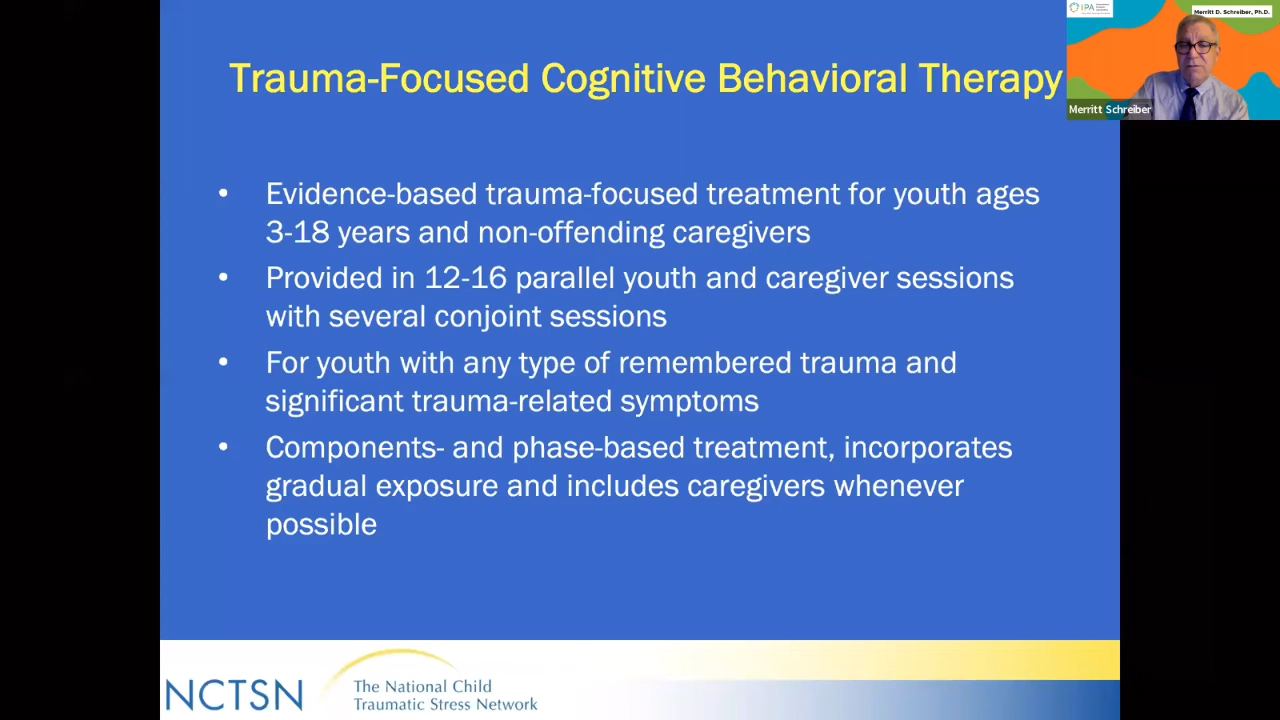 IPA
Merritt D. Schreiber, Ph.D.
Merritt Schreiber
Trauma-Focused Cognitive Behavioral Therapy
• Evidence-based trauma-focused treatment for youth ages
3-18 years and non-offending caregivers
• Provided in 12-16 parallel youth and caregiver sessions
with several conjoint sessions
• For youth with any type of remembered trauma and
significant trauma-related symptoms
• Components- and phase-based treatment, incorporates
gradual exposure and includes caregivers whenever
possible
NCTSN
The National Child
Traumatic Stress Network